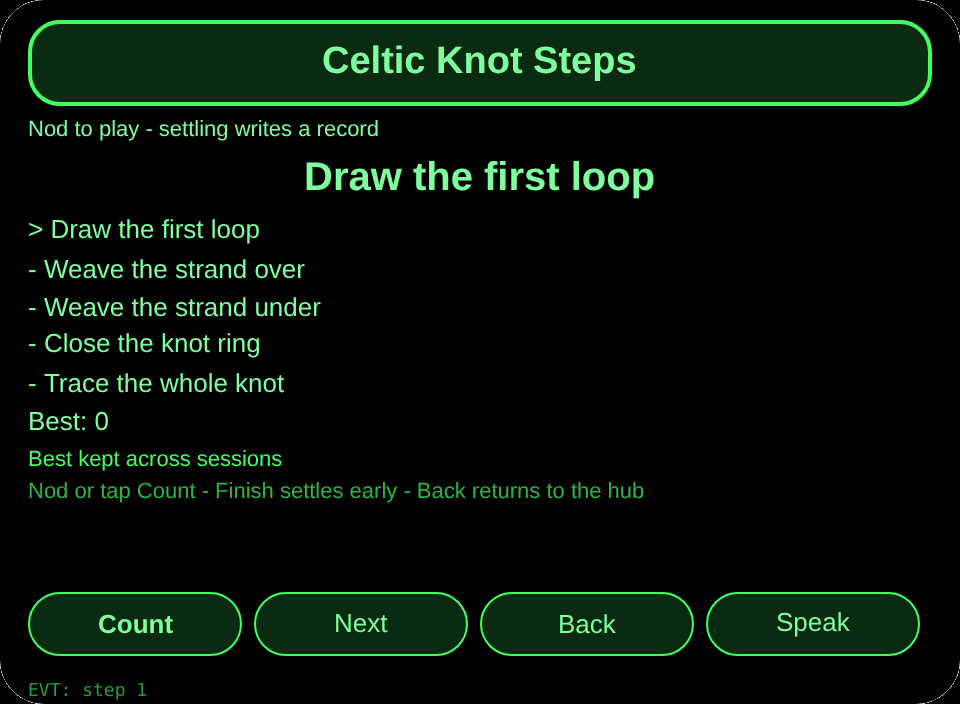 Celtic Knot Steps
Nod to play - settling writes a record
Draw the first loop
> Draw the first loop
- Weave the strand over
- Weave the strand under
- Close the knot ring
- Trace the whole knot
Best: 0
Best kept across sessions
Nod or tap Count - Finish settles early - Back returns to the hub
Count
Next
Back
Speak
EVT: step 1